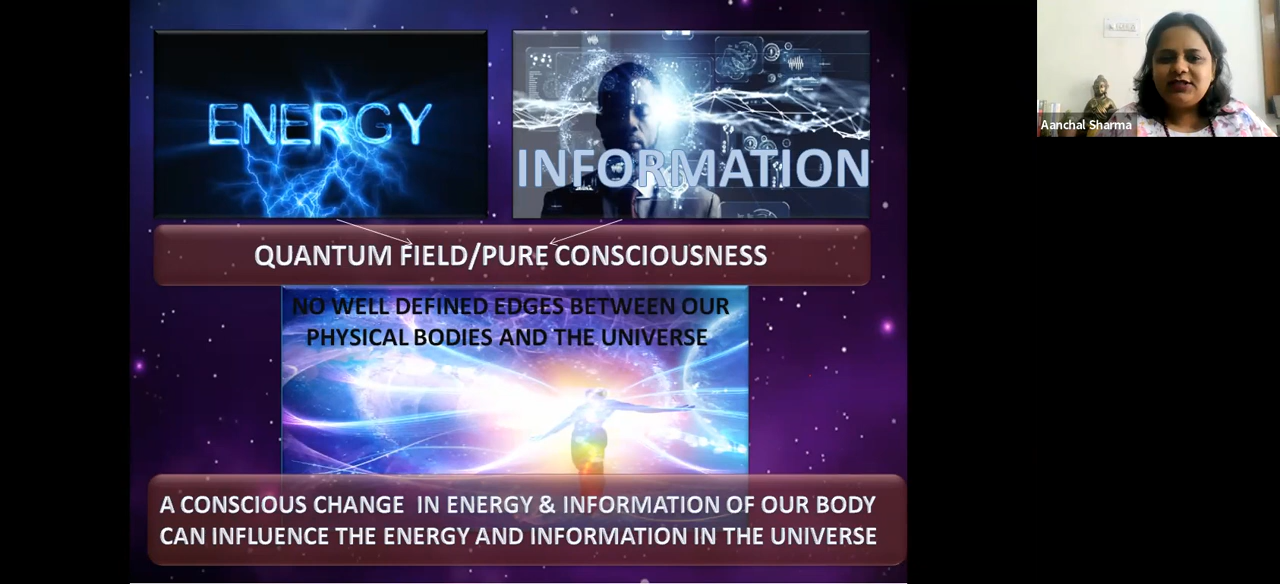 ENERGY
INFORMATION
QUANTUM FIELD/PURE CONSCIOUSNESS
NO WELL DEFINED EDGES BETWEEN OUR
PHYSICAL BODIES AND THE UNIVERSE
A CONSCIOUS CHANGE IN ENERGY & INFORMATION OF OUR BODY
CAN INFLUENCE THE ENERGY AND INFORMATION IN THE UNIVERSE
Aanchal Sharma